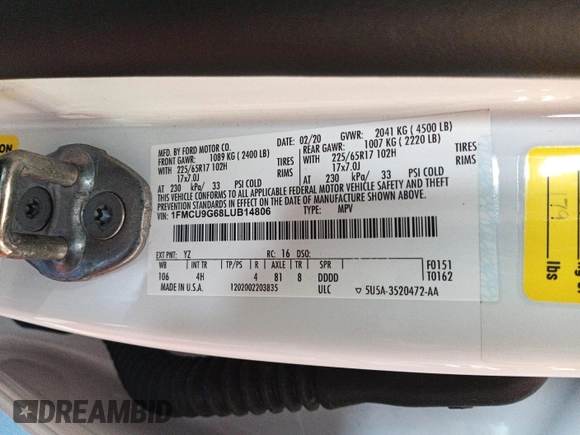 MFD. BY FORD MOTOR CO. 02/20 GVWR: 2041 KG ( 4500 LB)
FRONT GAWR: 1089 KG ( 2400 LB) REAR GAWR: 1007 KG ( 2220 LB)
WITH 225/65R17 102H TIRES WITH 225/65R17 102H TIRES
17x7.0J RIMS 17x7.0J RIMS
AT 230 kPa/ 33 PSI COLD AT 230 kPa/ 33 PSI COLD
THIS VEHICLE CONFORMS TO ALL APPLICABLE FEDERAL MOTOR VEHICLE SAFETY AND THEFT
PREVENTION STANDARDS IN EFFECT ON THE DATE OF MANUFACTURE SHOWN ABOVE.
VIN: 1FMCU9G68LUB14806 TYPE: MPV
EXT PNT: YZ RC: 16 DSO:
WB INT TR TP/PS R AXLE TR SPR F0151
106 4H 4 81 8 DDDD T0162
MADE IN U.S.A. 1202002203835 ULC 5U5A-3520472-AA
ION
179
lbs
DREAMBID